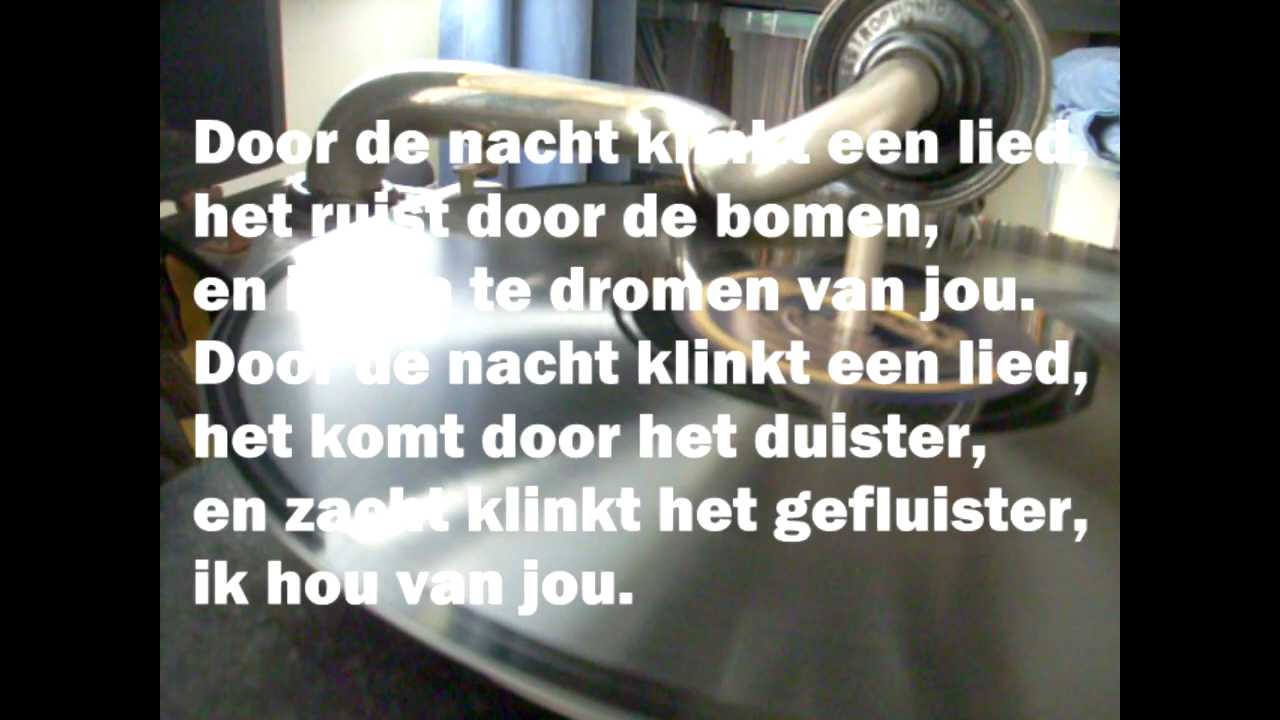 Door de nacht klinkt een lied,
het ruist door de bomen,
en te dromen van jou.
Door de nacht klinkt een lied,
het komt door het duister,
en zacht klinkt het gefluister,
ik hou van jou.